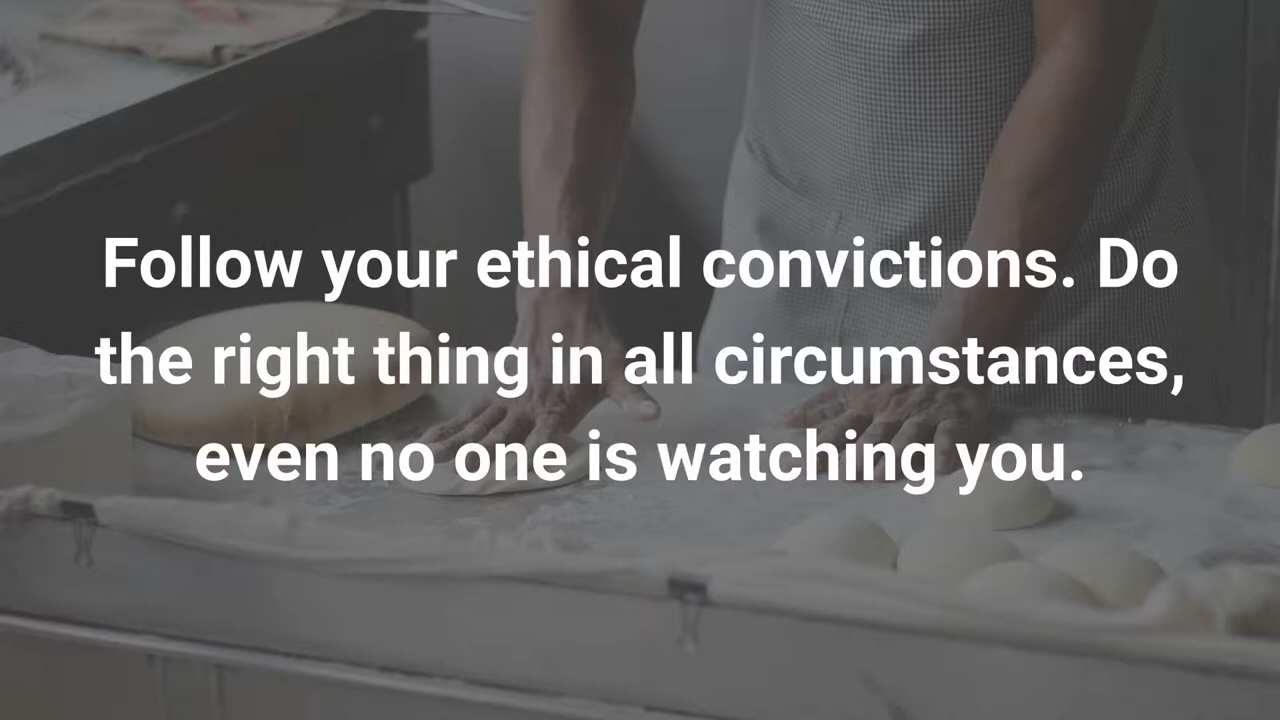 Follow your ethical convictions. Do
the right thing in all circumstances,
even no one is watching you.